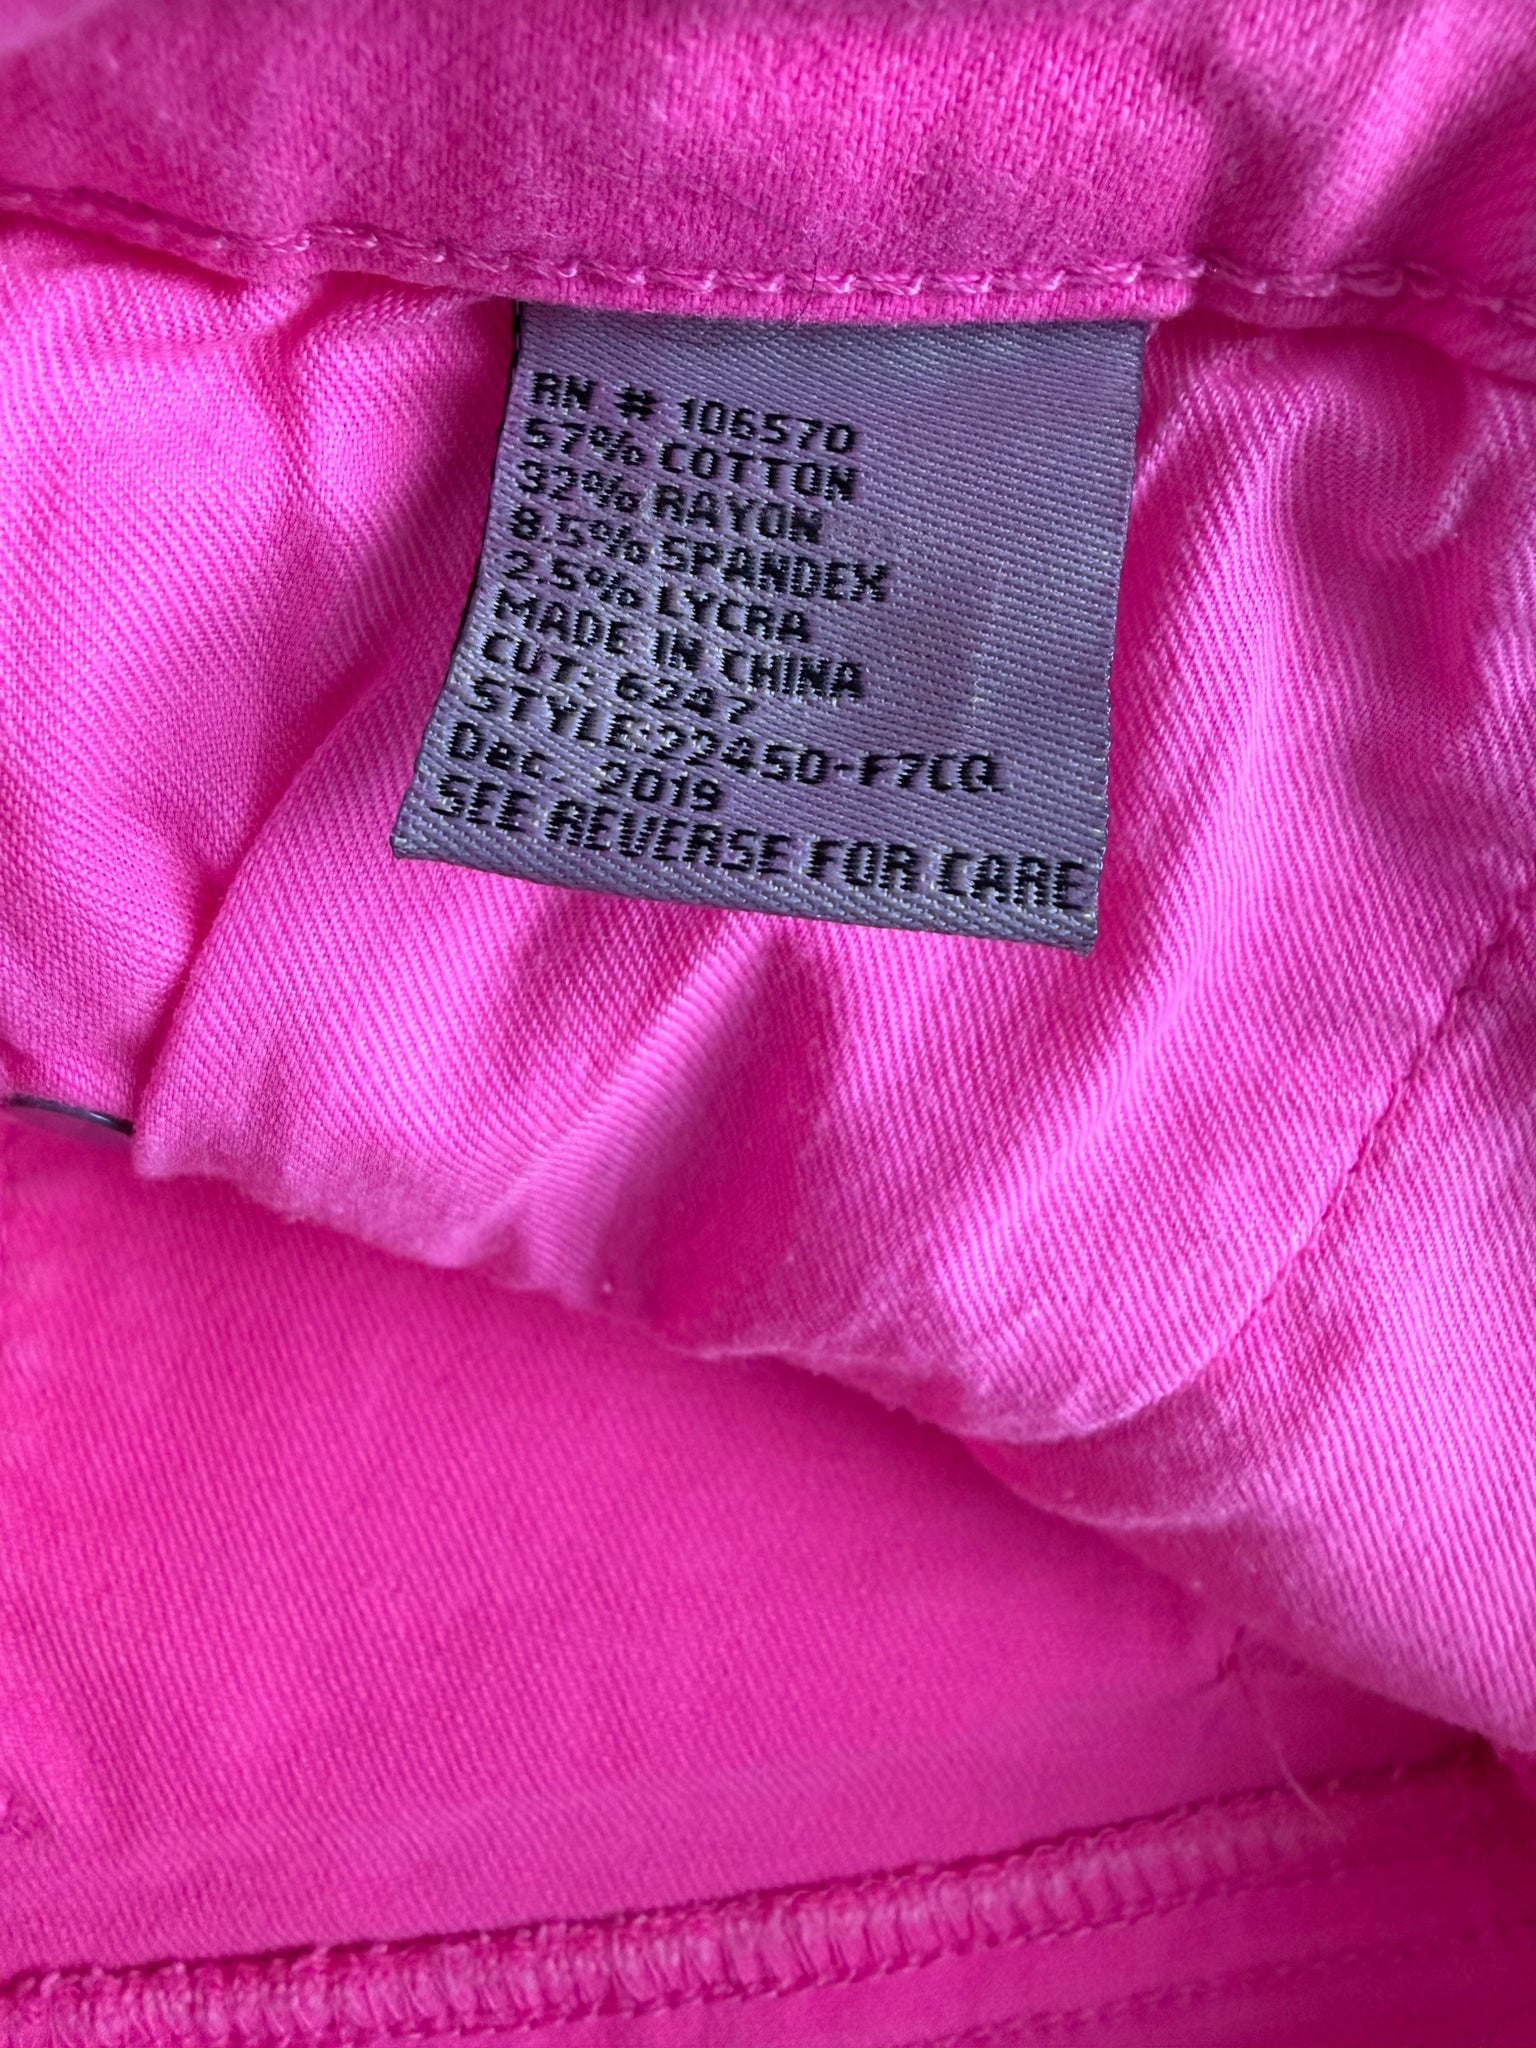 RN # 106570
57% COTTON
32% RAYON
8.5% SPANDEX
2.5% LYCRA
MADE IN CHINA
CUT: 6247
STYLE:22450-F7CQ
Dec. 2019
SEE REVERSE FOR CARE